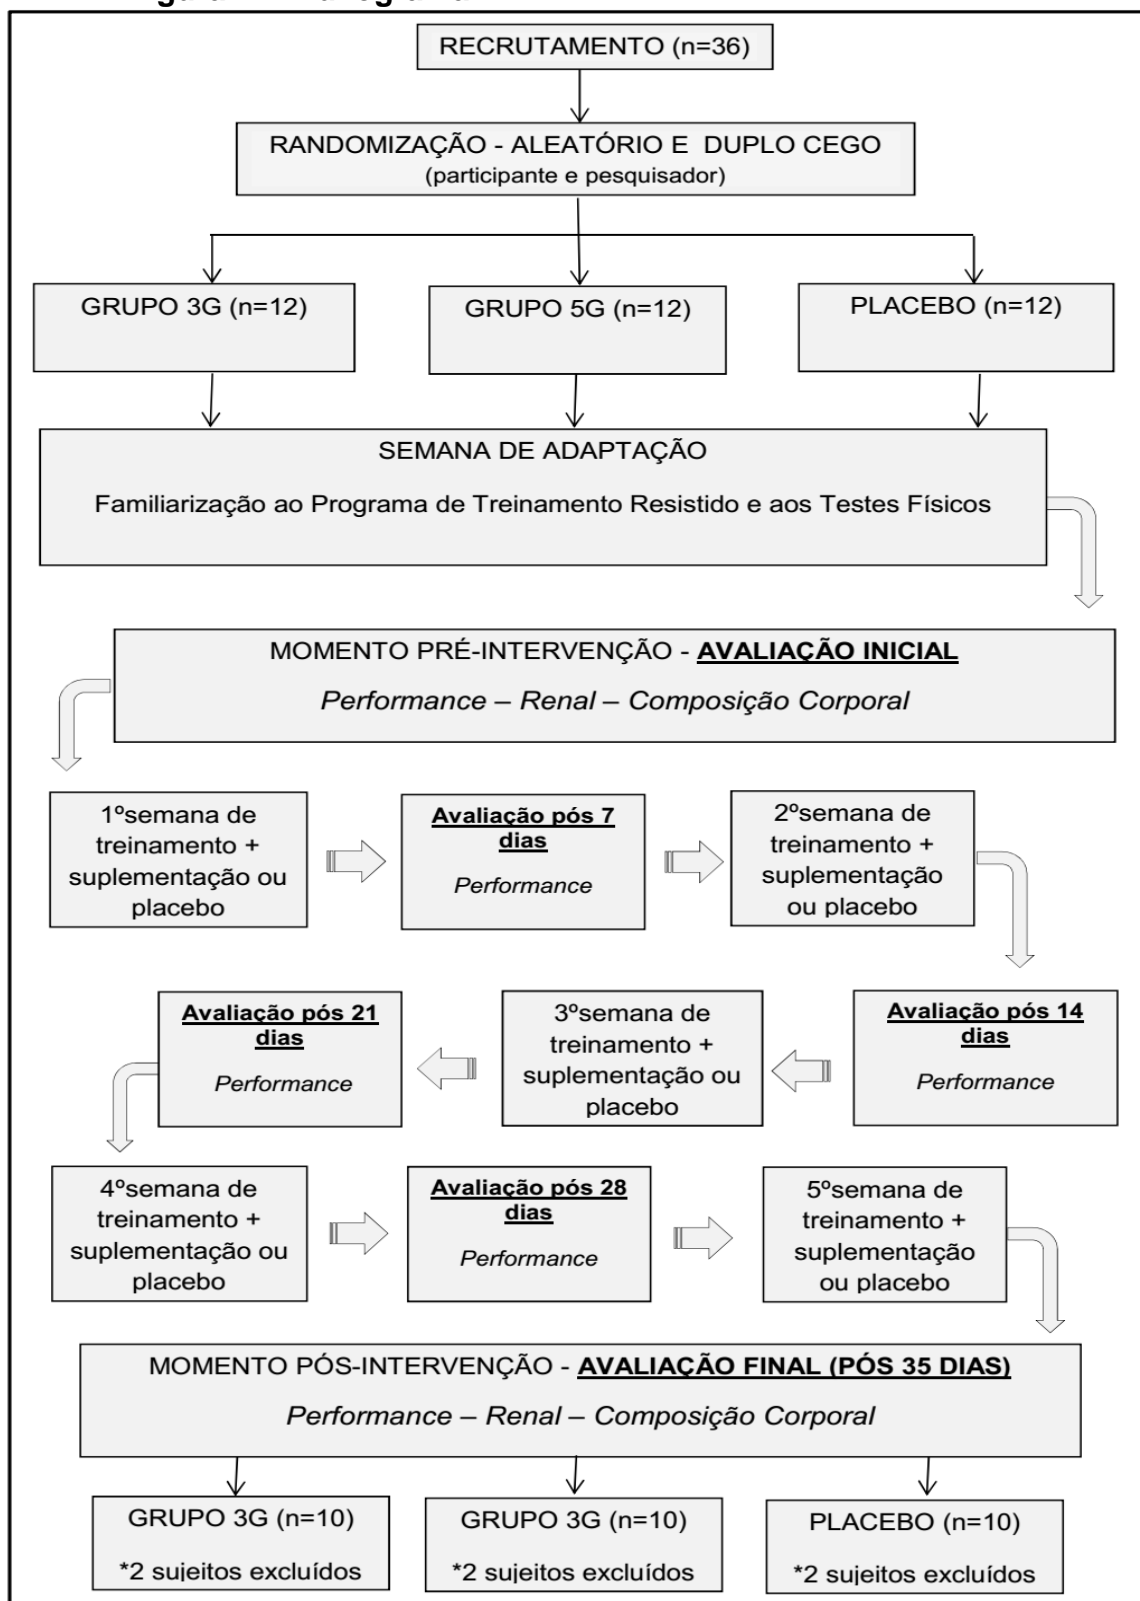 RECRUTAMENTO (n=36)
RANDOMIZAÇÃO - ALEATÓRIO E DUPLO CEGO
(participante e pesquisador)
GRUPO 3G (n=12)
GRUPO 5G (n=12)
PLACEBO (n=12)
SEMANA DE ADAPTAÇÃO
Familiarização ao Programa de Treinamento Resistido e aos Testes Físicos
MOMENTO PRÉ-INTERVENÇÃO - AVALIAÇÃO INICIAL
Performance – Renal – Composição Corporal
1ºsemana de
treinamento +
suplementação ou
placebo
Avaliação pós 7
dias
Performance
2ºsemana de
treinamento +
suplementação
ou placebo
Avaliação pós 21
dias
Performance
3ºsemana de
treinamento +
suplementação ou
placebo
Avaliação pós 14
dias
Performance
4ºsemana de
treinamento +
suplementação ou
placebo
Avaliação pós 28
dias
Performance
5ºsemana de
treinamento +
suplementação
ou placebo
MOMENTO PÓS-INTERVENÇÃO - AVALIAÇÃO FINAL (PÓS 35 DIAS)
Performance – Renal – Composição Corporal
GRUPO 3G (n=10)
*2 sujeitos excluídos
GRUPO 3G (n=10)
*2 sujeitos excluídos
PLACEBO (n=10)
*2 sujeitos excluídos